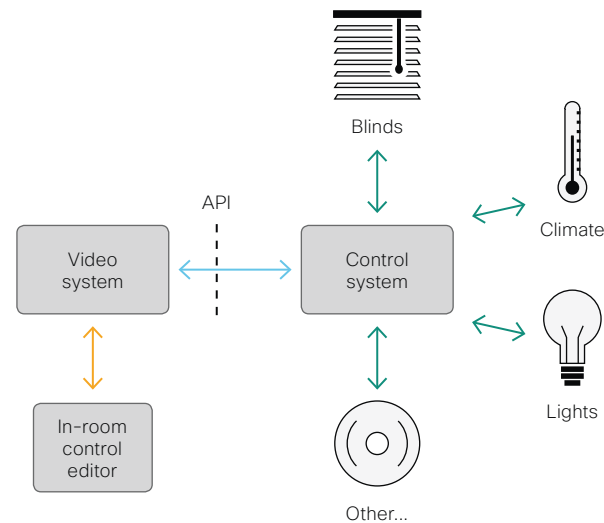 Blinds
API
Climate
Video
system
Control
system
In-room
control
editor
Lights
Other...